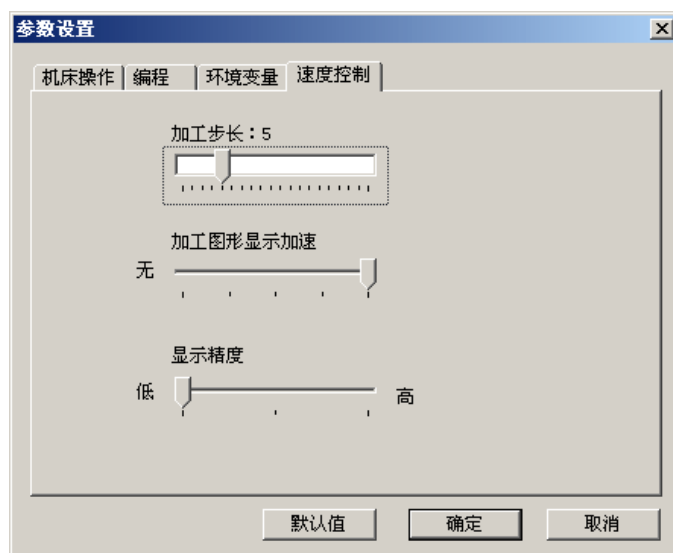 参数设置
机床操作 编程 环境变量 速度控制
加工步长：5
加工图形显示加速
无
显示精度
低 高
默认值 确定 取消